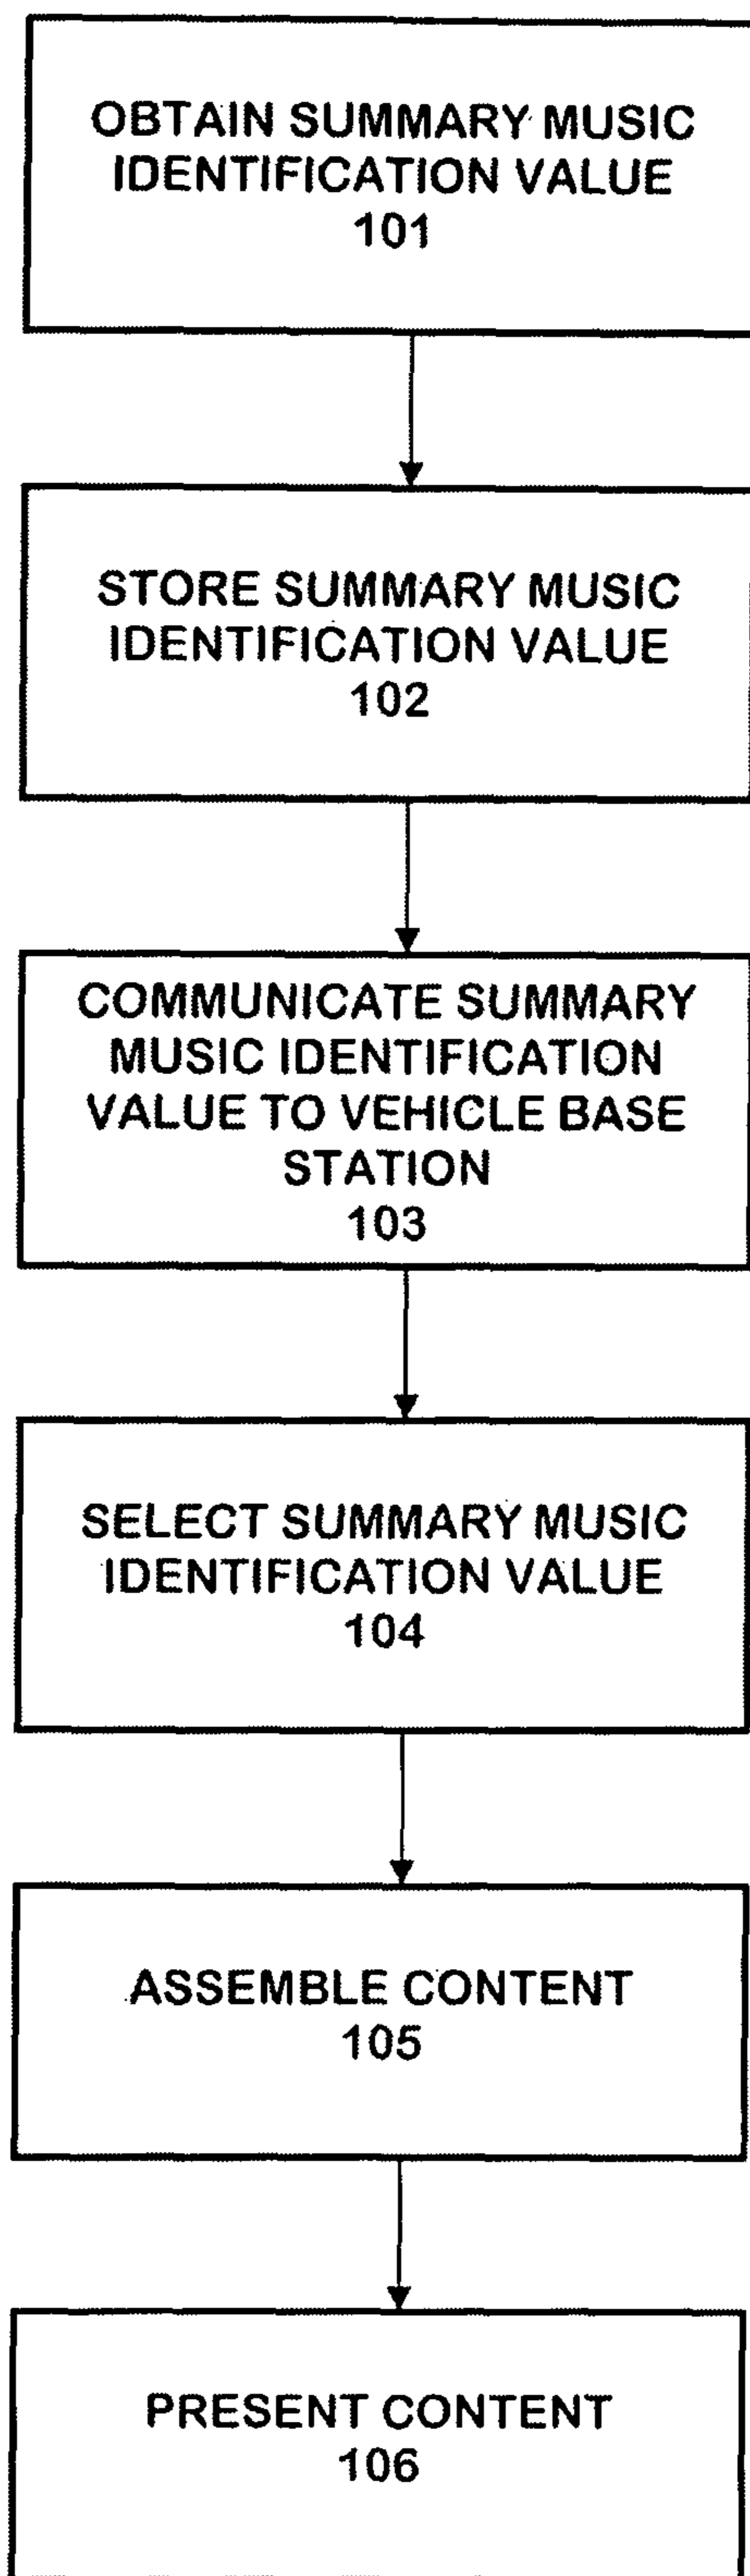 OBTAIN SUMMARY MUSIC
IDENTIFICATION VALUE
101
STORE SUMMARY MUSIC
IDENTIFICATION VALUE
102
COMMUNICATE SUMMARY
MUSIC IDENTIFICATION
VALUE TO VEHICLE BASE
STATION
103
SELECT SUMMARY MUSIC
IDENTIFICATION VALUE
104
ASSEMBLE CONTENT
105
PRESENT CONTENT
106